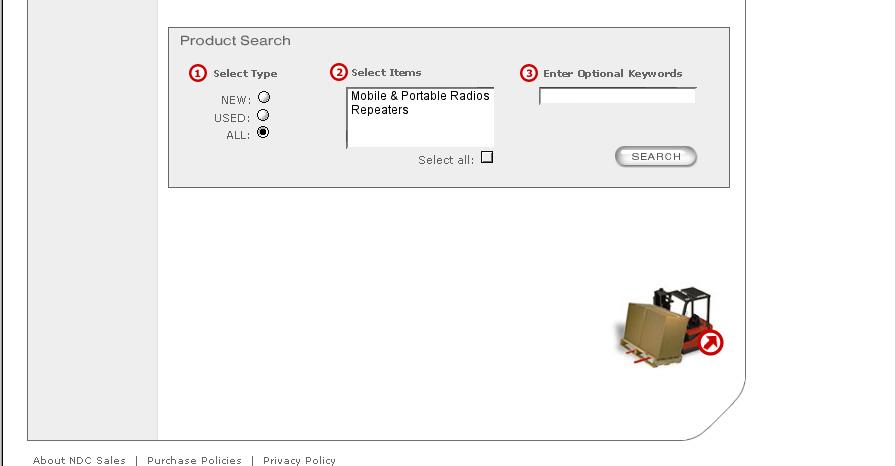 Product Search
1 Select Type
NEW:
USED:
ALL:
2 Select Items
Mobile & Portable Radios
Repeaters
Select all:
3 Enter Optional Keywords
SEARCH
About NDC Sales | Purchase Policies | Privacy Policy